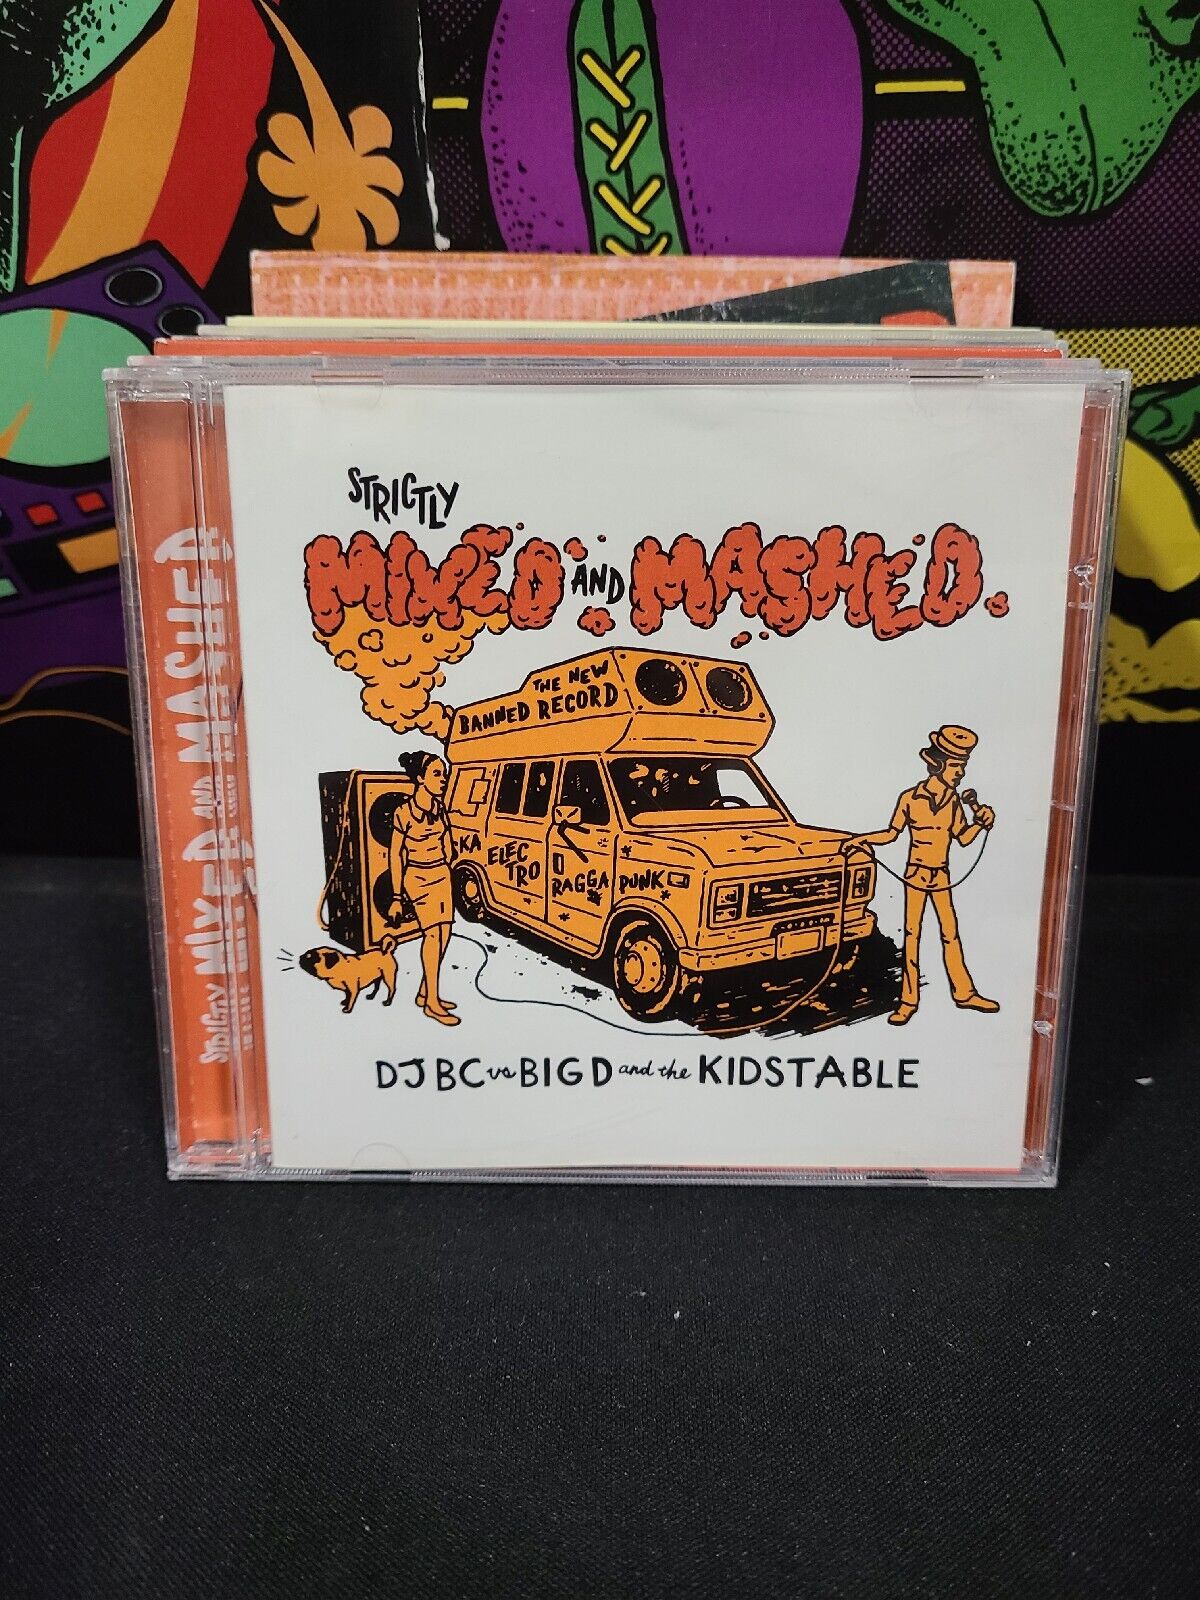 STRICTLY
MIXED AND MASHED
THE NEW
BANNED RECORD
SKA
ELEC
TRO
RAGGA
PUNK
DJ BC vs BIG D and the KIDSTABLE
STRICTLY MIXED AND MASHED